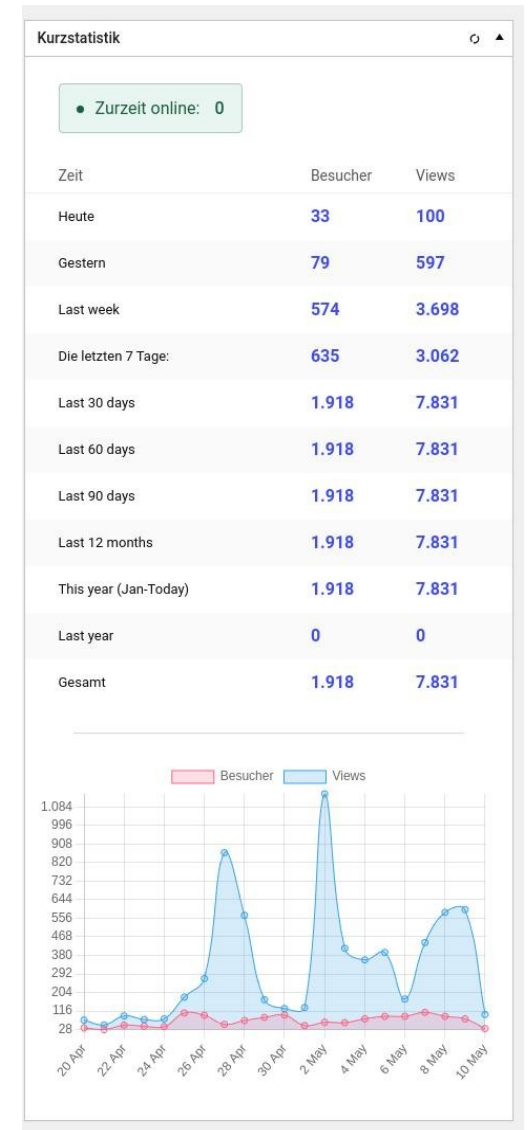 Kurzstatistik
Zurzeit online: 0
Zeit Besucher Views
Heute 33 100
Gestern 79 597
Last week 574 3.698
Die letzten 7 Tage: 635 3.062
Last 30 days 1.918 7.831
Last 60 days 1.918 7.831
Last 90 days 1.918 7.831
Last 12 months 1.918 7.831
This year (Jan-Today) 1.918 7.831
Last year 0 0
Gesamt 1.918 7.831
Besucher Views
1.084
996
908
820
732
644
556
468
380
292
204
116
28
20 Apr 22 Apr 24 Apr 26 Apr 28 Apr 30 Apr 2 May 4 May 6 May 8 May 10 May